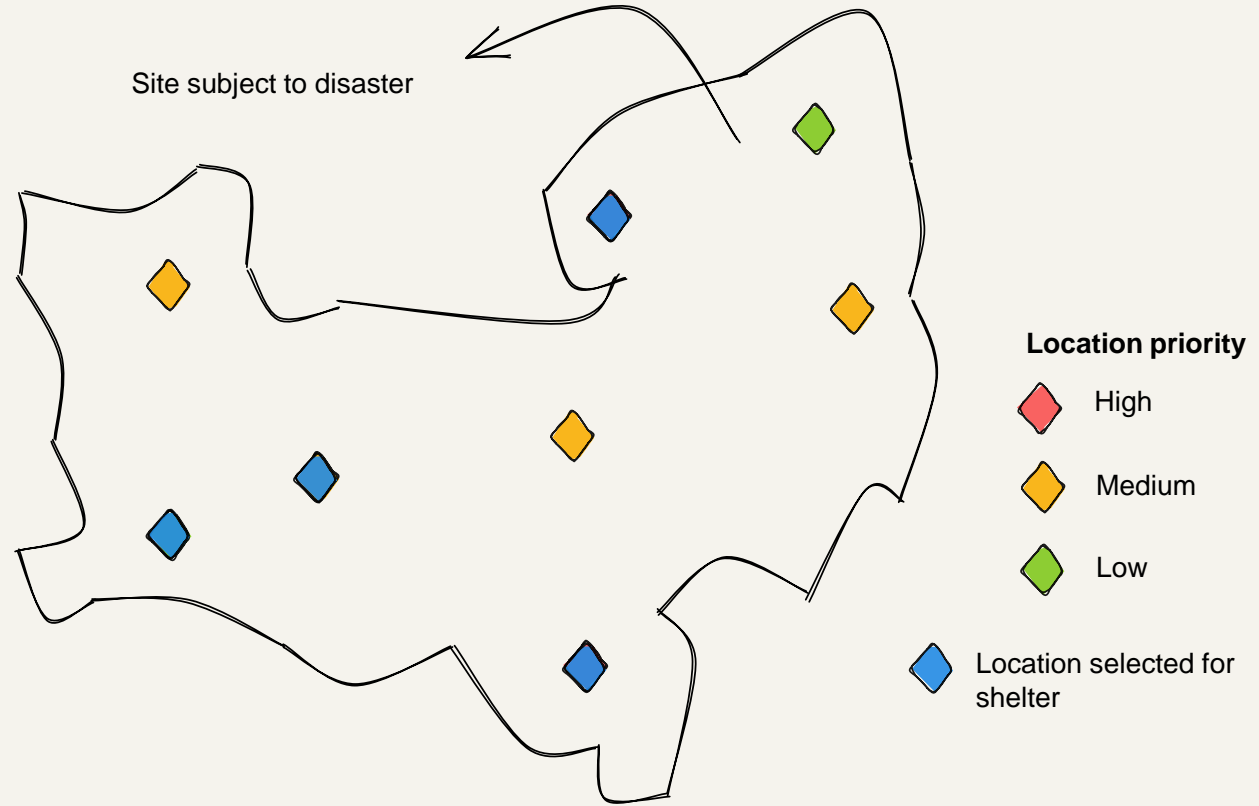 Site subject to disaster
Location priority
High
Medium
Low
Location selected for
shelter